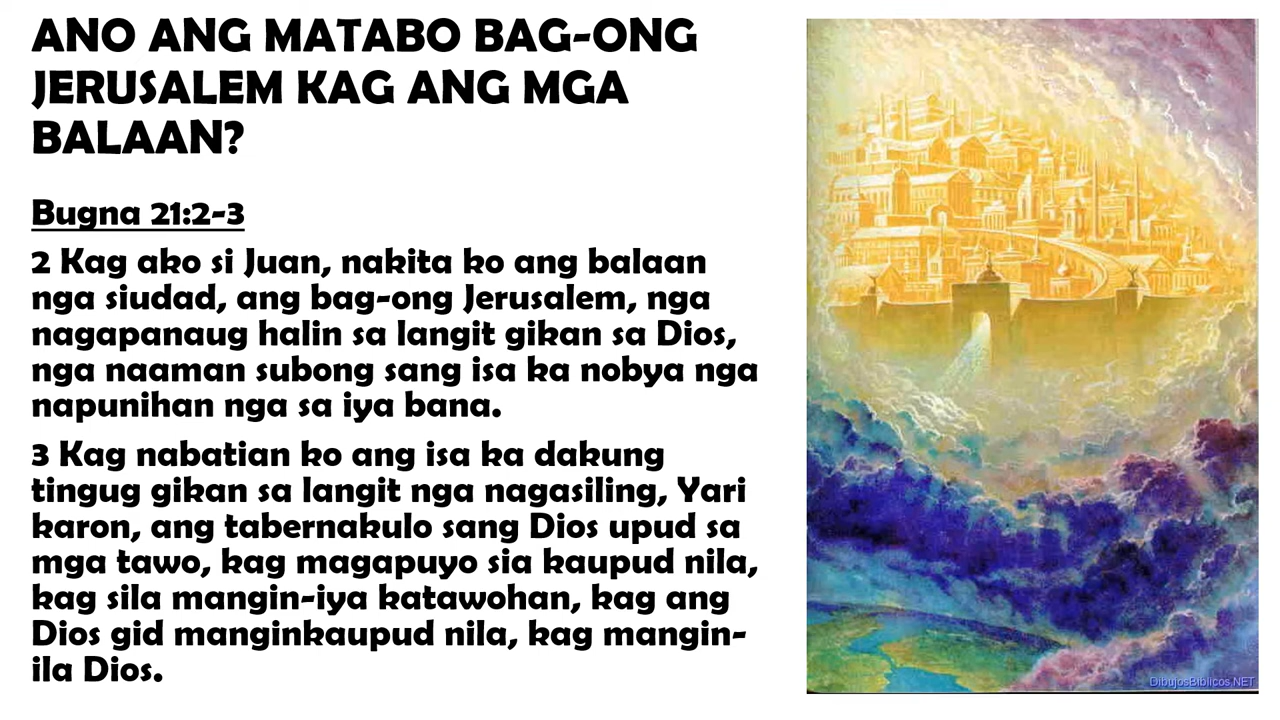 ANO ANG MATABO BAG-ONG
JERUSALEM KAG ANG MGA
BALAAN?
Bugna 21:2-3
2 Kag ako si Juan, nakita ko ang balaan
nga siudad, ang bag-ong Jerusalem, nga
nagapanaug halin sa langit gikan sa Dios,
nga naaman subong sang isa ka nobya nga
napunihan nga sa iya bana.
3 Kag nabatian ko ang isa ka dakung
tingug gikan sa langit nga nagasiling, Yari
karon, ang tabernakulo sang Dios upud sa
mga tawo, kag magapuyo sia kaupud nila,
kag sila mangin-iya katawohan, kag ang
Dios gid manginkaupud nila, kag mangin-
ila Dios.
DibujosBiblicos.NET